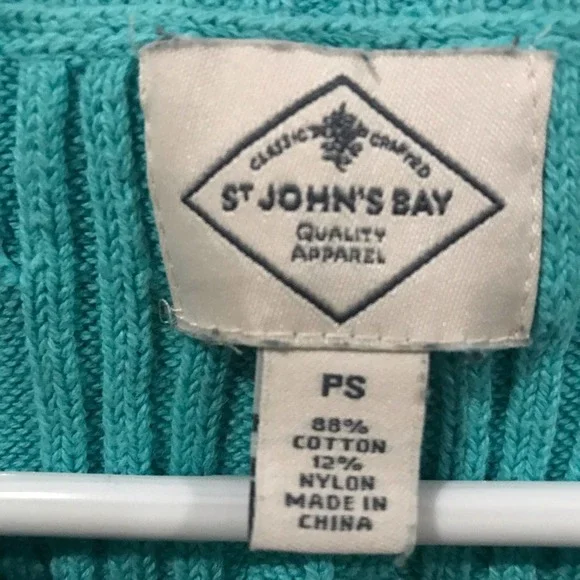 CLASSIC CRAFTED
ST JOHN'S BAY
QUALITY
APPAREL
PS
88%
COTTON
12%
NYLON
MADE IN
CHINA